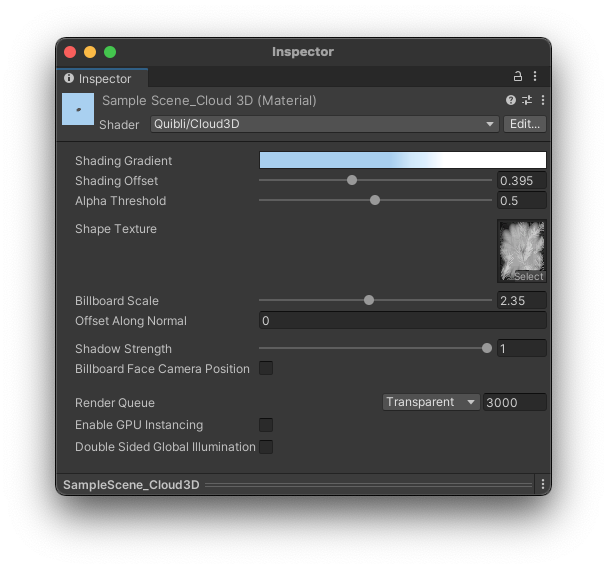 Inspector
Inspector
Sample Scene_Cloud 3D (Material)
Shader Quibli/Cloud3D Edit...
Shading Gradient
Shading Offset 0.395
Alpha Threshold 0.5
Shape Texture
Select
Billboard Scale 2.35
Offset Along Normal 0
Shadow Strength 1
Billboard Face Camera Position
Render Queue Transparent 3000
Enable GPU Instancing
Double Sided Global Illumination
SampleScene_Cloud3D